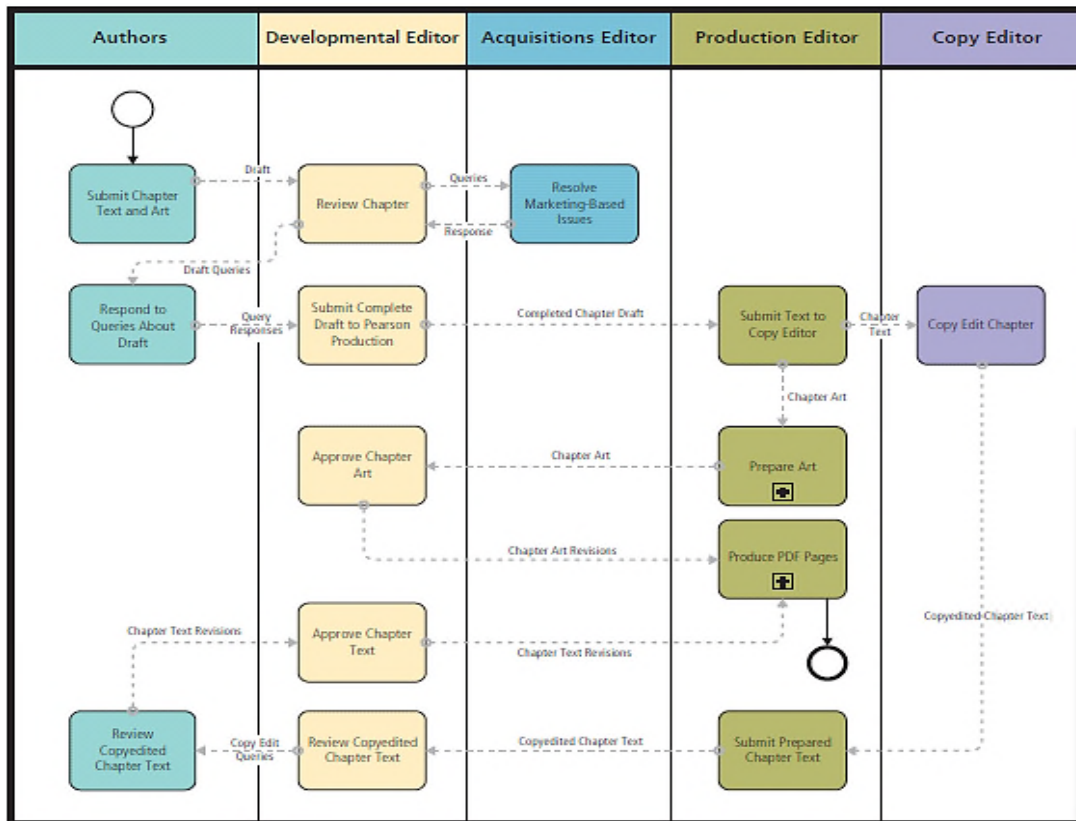 Authors
Developmental Editor
Acquisitions Editor
Production Editor
Copy Editor
Submit Chapter
Text and Art
Draft
Review Chapter
Queries
Response
Resolve
Marketing-Based
Issues
Draft Queries
Respond to
Queries About
Draft
Query
Responses
Submit Complete
Draft to Pearson
Production
Completed Chapter Draft
Submit Text to
Copy Editor
Chapter
Text
Copy Edit Chapter
Chapter Art
Approve Chapter
Art
Chapter Art
Prepare Art
Chapter Art Revisions
Produce PDF Pages
Copyedited Chapter Text
Chapter Text Revisions
Approve Chapter
Text
Chapter Text Revisions
Review
Copyedited
Chapter Text
Copy Edit
Queries
Review Copyedited
Chapter Text
Copyedited Chapter Text
Submit Prepared
Chapter Text